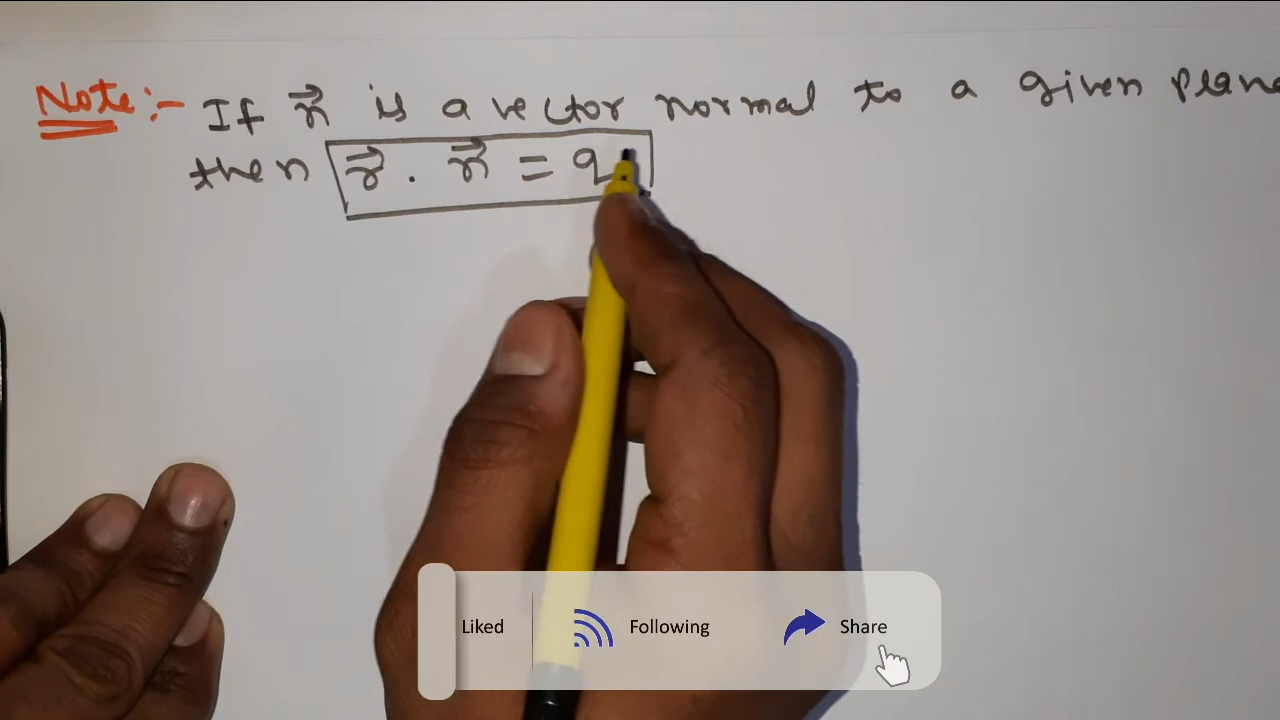 Note:- If n⃗ is a vector normal to a given plane
then r⃗ . n⃗ = q
Liked Following Share